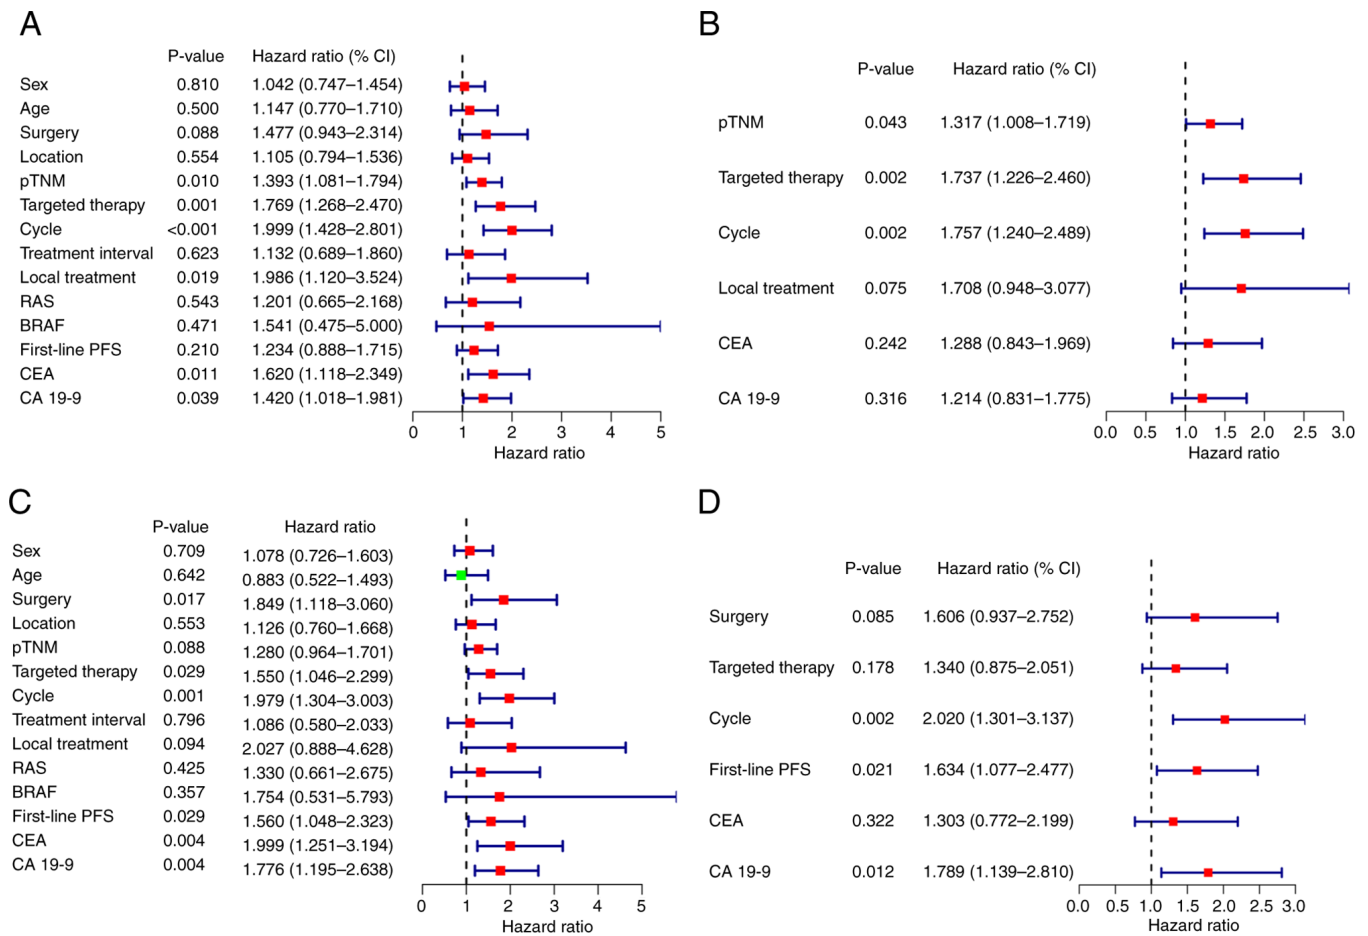 A
P-value Hazard ratio (% CI)
Sex 0.810 1.042 (0.747–1.454)
Age 0.500 1.147 (0.770–1.710)
Surgery 0.088 1.477 (0.943–2.314)
Location 0.554 1.105 (0.794–1.536)
pTNM 0.010 1.393 (1.081–1.794)
Targeted therapy 0.001 1.769 (1.268–2.470)
Cycle <0.001 1.999 (1.428–2.801)
Treatment interval 0.623 1.132 (0.689–1.860)
Local treatment 0.019 1.986 (1.120–3.524)
RAS 0.543 1.201 (0.665–2.168)
BRAF 0.471 1.541 (0.475–5.000)
First-line PFS 0.210 1.234 (0.888–1.715)
CEA 0.011 1.620 (1.118–2.349)
CA 19-9 0.039 1.420 (1.018–1.981)
0 1 2 3 4 5
Hazard ratio
B
P-value Hazard ratio (% CI)
pTNM 0.043 1.317 (1.008–1.719)
Targeted therapy 0.002 1.737 (1.226–2.460)
Cycle 0.002 1.757 (1.240–2.489)
Local treatment 0.075 1.708 (0.948–3.077)
CEA 0.242 1.288 (0.843–1.969)
CA 19-9 0.316 1.214 (0.831–1.775)
0.0 0.5 1.0 1.5 2.0 2.5 3.0
Hazard ratio
C
P-value Hazard ratio
Sex 0.709 1.078 (0.726–1.603)
Age 0.642 0.883 (0.522–1.493)
Surgery 0.017 1.849 (1.118–3.060)
Location 0.553 1.126 (0.760–1.668)
pTNM 0.088 1.280 (0.964–1.701)
Targeted therapy 0.029 1.550 (1.046–2.299)
Cycle 0.001 1.979 (1.304–3.003)
Treatment interval 0.796 1.086 (0.580–2.033)
Local treatment 0.094 2.027 (0.888–4.628)
RAS 0.425 1.330 (0.661–2.675)
BRAF 0.357 1.754 (0.531–5.793)
First-line PFS 0.029 1.560 (1.048–2.323)
CEA 0.004 1.999 (1.251–3.194)
CA 19-9 0.004 1.776 (1.195–2.638)
0 1 2 3 4 5
Hazard ratio
D
P-value Hazard ratio (% CI)
Surgery 0.085 1.606 (0.937–2.752)
Targeted therapy 0.178 1.340 (0.875–2.051)
Cycle 0.002 2.020 (1.301–3.137)
First-line PFS 0.021 1.634 (1.077–2.477)
CEA 0.322 1.303 (0.772–2.199)
CA 19-9 0.012 1.789 (1.139–2.810)
0.0 0.5 1.0 1.5 2.0 2.5 3.0
Hazard ratio